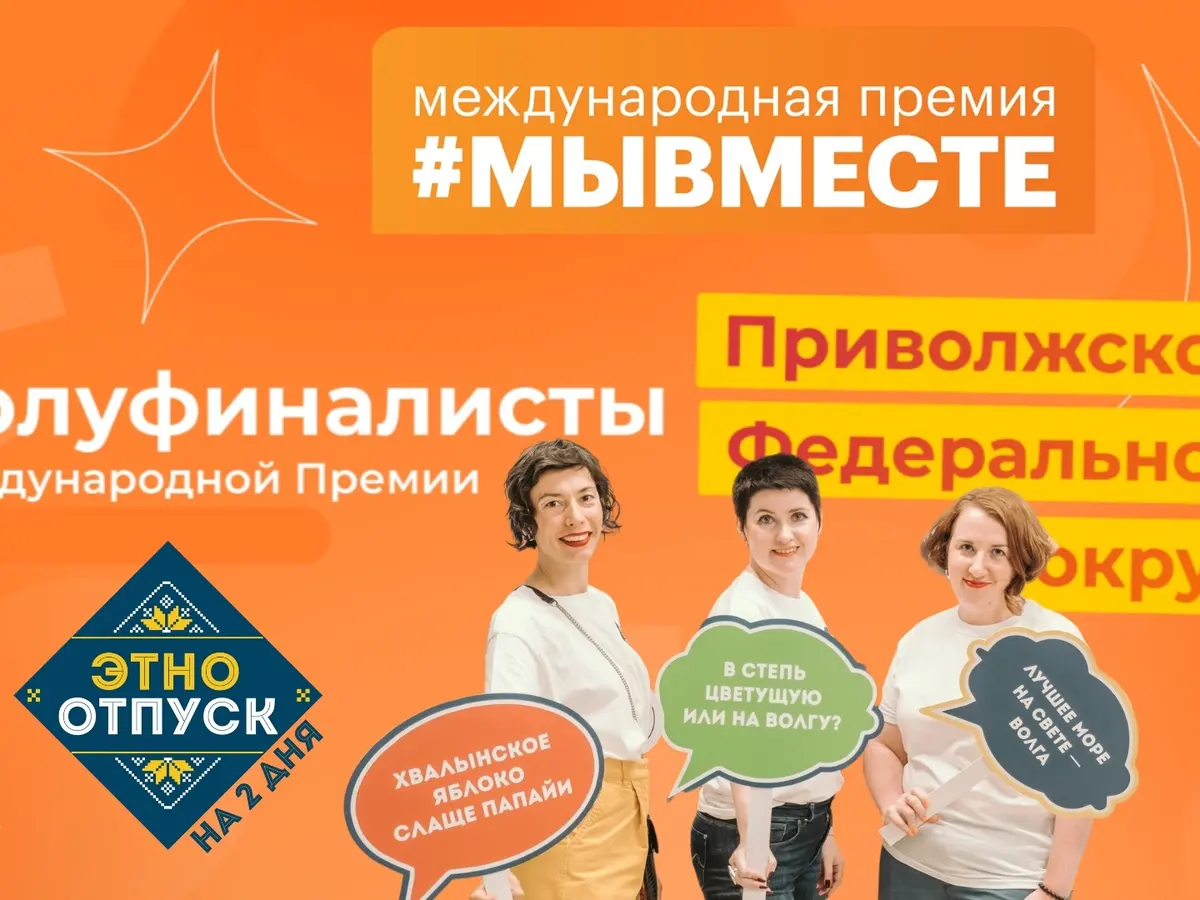 международная премия
#МЫВМЕСТЕ
Приволжско
олуфиналисты
Федерально
дународной Премии
окру
ЭТНО
ОТПУСК
НА 2 ДНЯ
ХВАЛЫНСКОЕ
ЯБЛОКО
СЛАЩЕ ПАПАЙИ
В СТЕПЬ
ЦВЕТУЩУЮ
ИЛИ НА ВОЛГУ?
ЛУЧШЕЕ МОРЕ
НА СВЕТЕ —
ВОЛГА